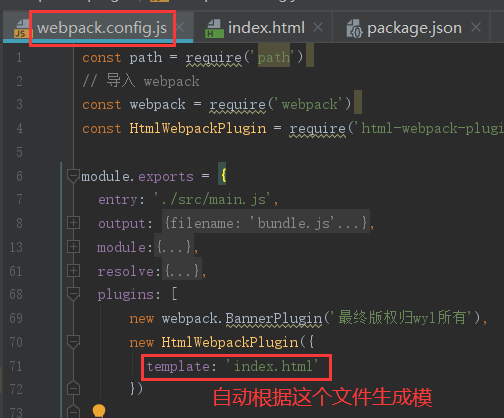 webpack.config.js index.html package.json
1 const path = require('path')
2 // 导入 webpack
3 const webpack = require('webpack')
4 const HtmlWebpackPlugin = require('html-webpack-plugi
5
6 module.exports = {
7 entry: './src/main.js',
8 output: {filename: 'bundle.js'...},
13 module:{...},
61 resolve:{...},
68 plugins: [
69 new webpack.BannerPlugin('最终版权归wyl所有'),
70 new HtmlWebpackPlugin({
71 template: 'index.html'
72 })
自动根据这个文件生成模
73